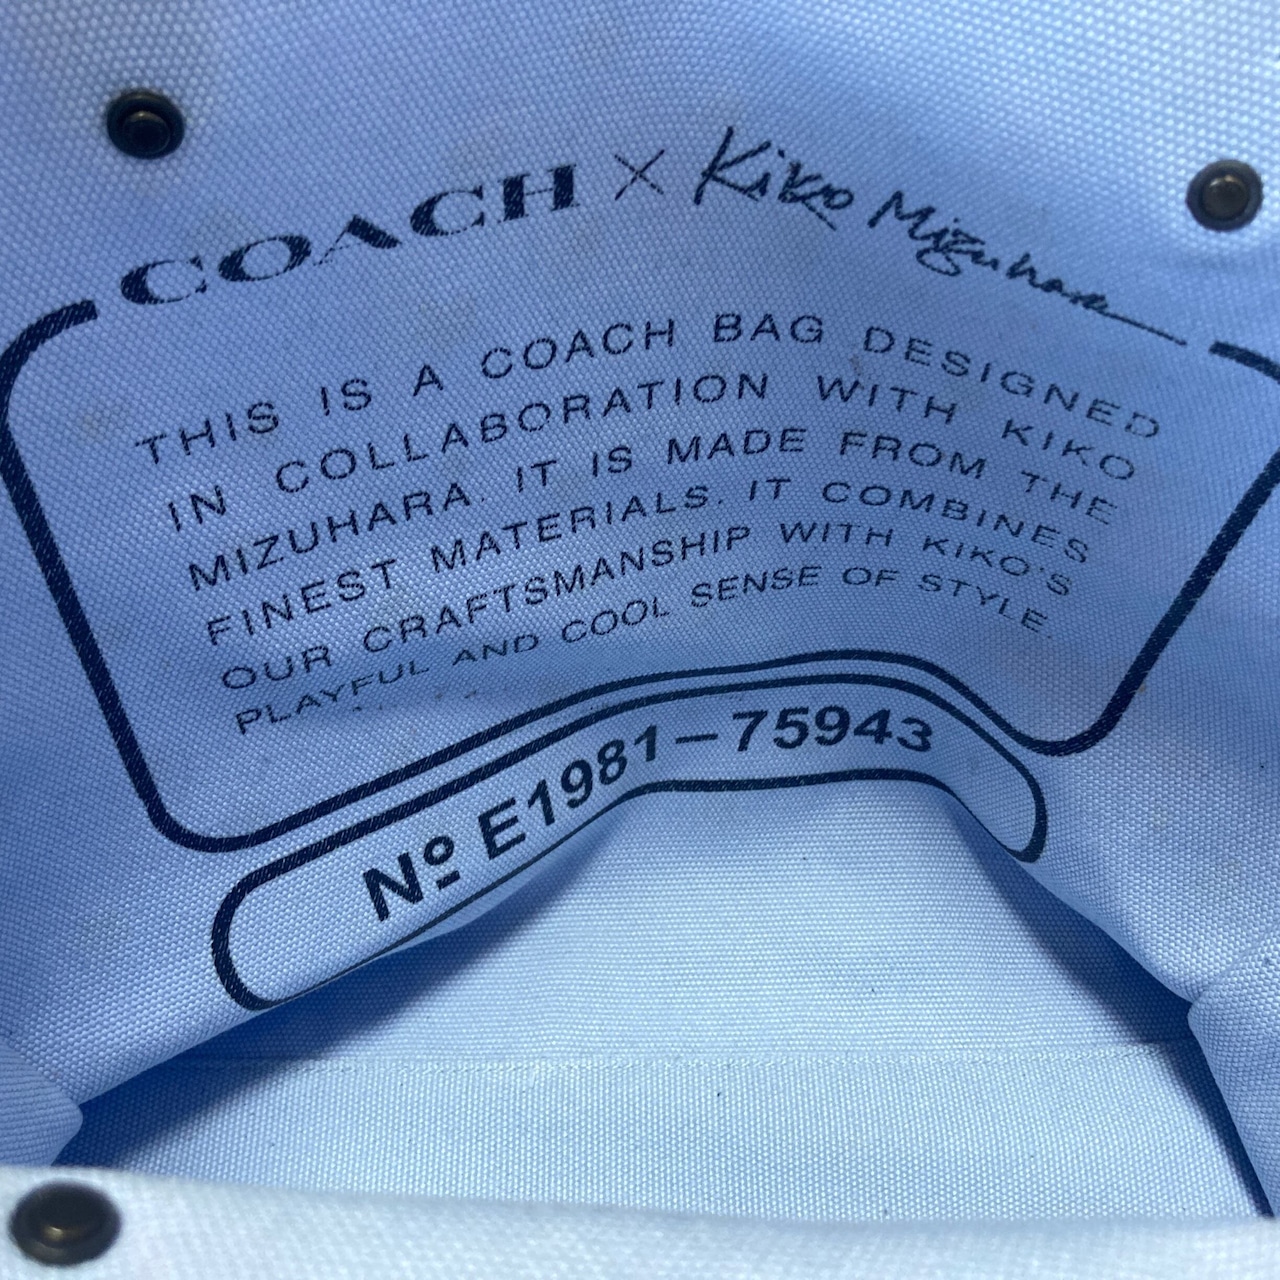 COACH × Kiko Mizuhara
THIS IS A COACH BAG DESIGNED
IN COLLABORATION WITH KIKO
MIZUHARA. IT IS MADE FROM THE
FINEST MATERIALS. IT COMBINES
OUR CRAFTSMANSHIP WITH KIKO'S
PLAYFUL AND COOL SENSE OF STYLE.
Nº E1981-75943